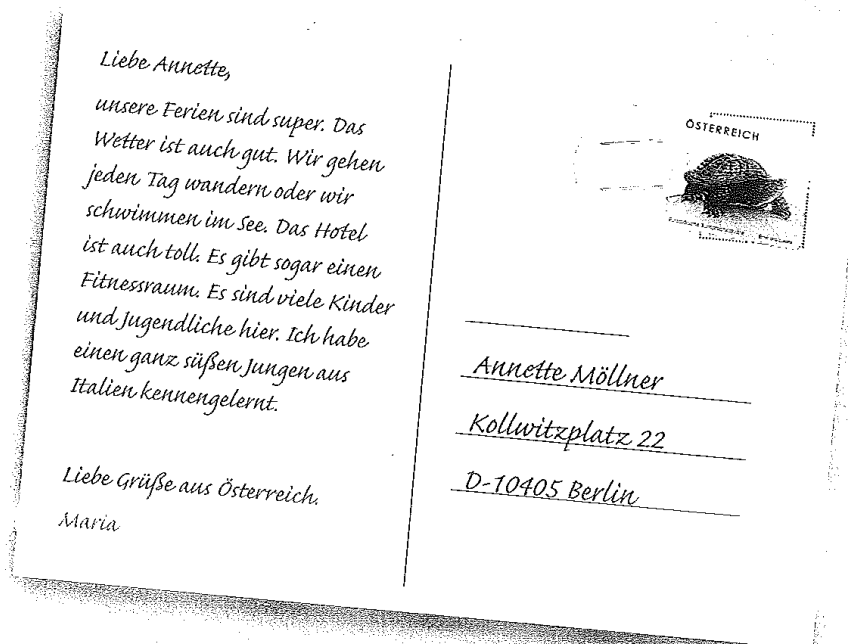 Liebe Annette,
unsere Ferien sind super. Das
Wetter ist auch gut. Wir gehen
jeden Tag wandern oder wir
schwimmen im See. Das Hotel
ist auch toll. Es gibt sogar einen
Fitnessraum. Es sind viele Kinder
und Jugendliche hier. Ich habe
einen ganz süßen Jungen aus
Italien kennengelernt.
Liebe Grüße aus Österreich.
Maria
ÖSTERREICH
Annette Möllner
Kollwitzplatz 22
D-10405 Berlin